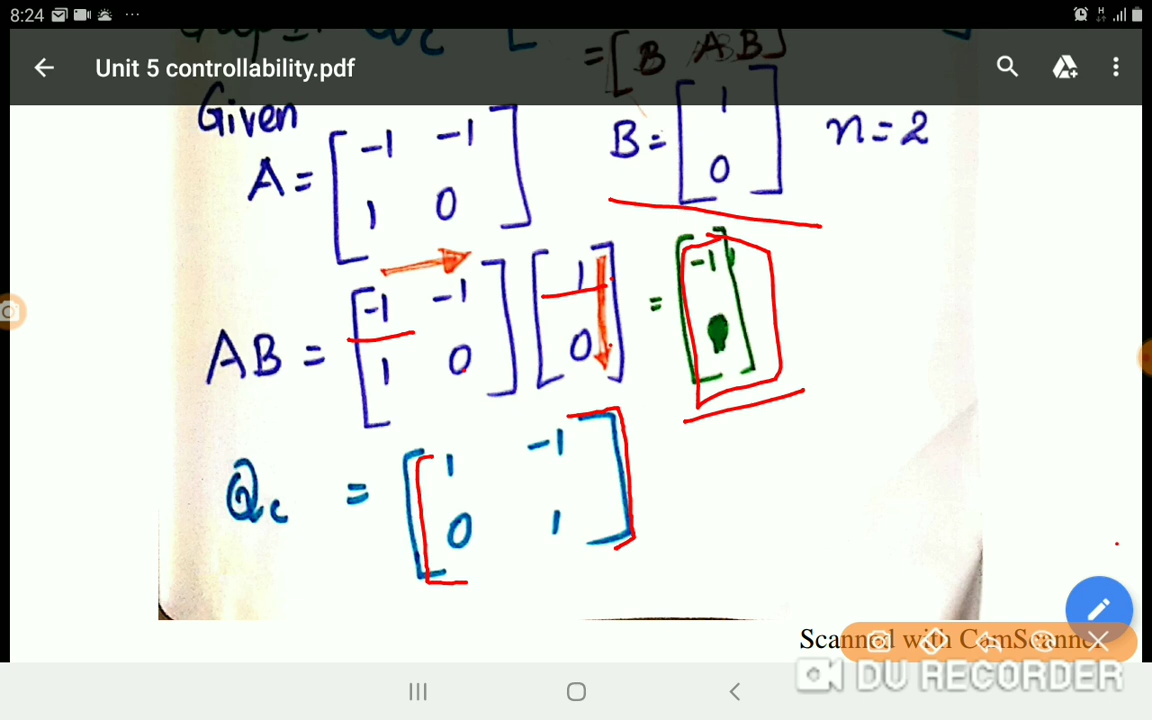 8:24
= [ B AB ]
Unit 5 controllability.pdf
Given
A = [ -1 -1
1 0 ]
B = [ 1
0 ]
n = 2
AB = [ -1 -1
1 0 ] [ 1
0 ] = [ -1
]
Qc = [ 1 -1
0 1 ]
Scanned with CamScanner
DU RECORDER